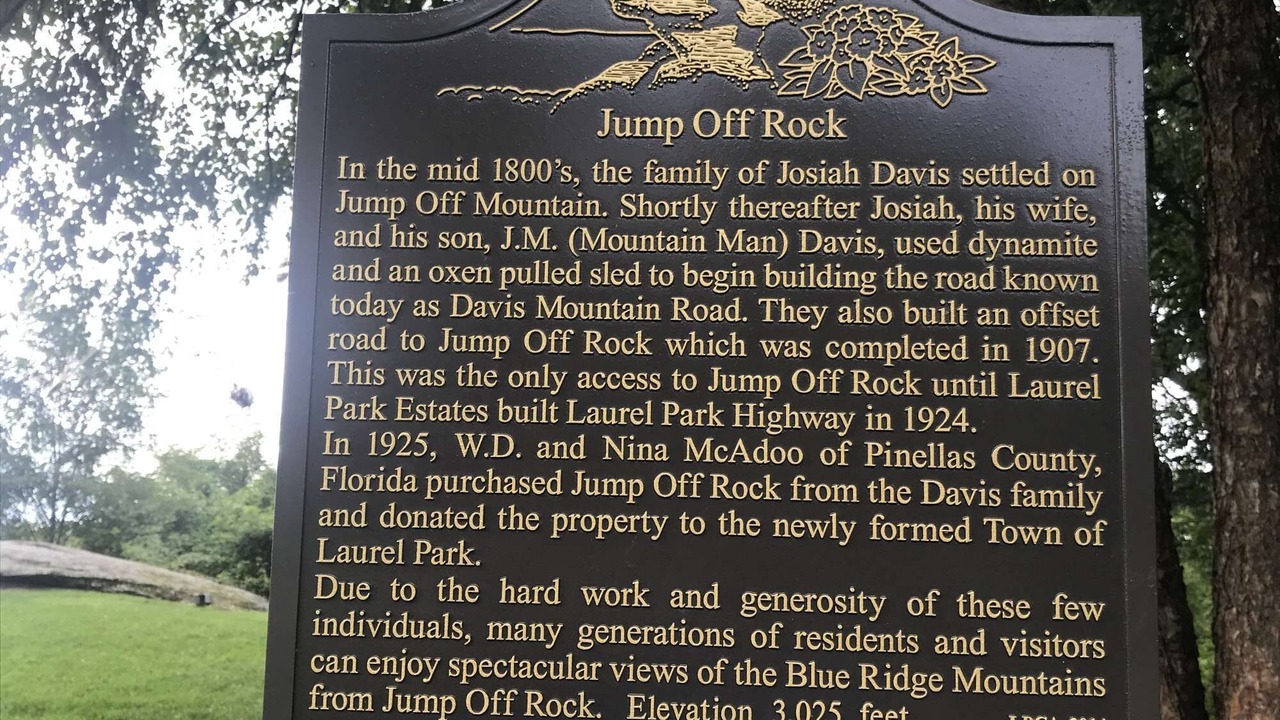 Jump Off Rock
In the mid 1800's, the family of Josiah Davis settled on
Jump Off Mountain. Shortly thereafter Josiah, his wife,
and his son, J.M. (Mountain Man) Davis, used dynamite
and an oxen pulled sled to begin building the road known
today as Davis Mountain Road. They also built an offset
road to Jump Off Rock which was completed in 1907.
This was the only access to Jump Off Rock until Laurel
Park Estates built Laurel Park Highway in 1924.
In 1925, W.D. and Nina McAdoo of Pinellas County,
Florida purchased Jump Off Rock from the Davis family
and donated the property to the newly formed Town of
Laurel Park.
Due to the hard work and generosity of these few
individuals, many generations of residents and visitors
can enjoy spectacular views of the Blue Ridge Mountains
from Jump Off Rock. Elevation 3,025 feet